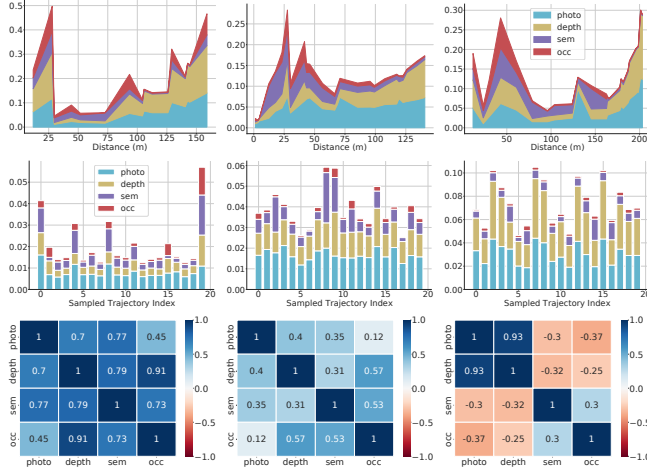 0.5
0.4
0.3
0.2
0.1
0.0
photo
depth
sem
occ
25 50 75 100 125 150
Distance (m)
0.25
0.20
0.15
0.10
0.05
0.00
0 25 50 75 100 125
Distance (m)
0.30
0.25
0.20
0.15
0.10
0.05
0.00
photo
depth
sem
occ
50 100 150 200
Distance (m)
0.05
0.04
0.03
0.02
0.01
0.00
photo
depth
sem
occ
0 5 10 15 20
Sampled Trajectory Index
0.06
0.05
0.04
0.03
0.02
0.01
0.00
0 5 10 15 20
Sampled Trajectory Index
0.10
0.08
0.06
0.04
0.02
0.00
0 5 10 15 20
Sampled Trajectory Index
photo 1 0.7 0.77 0.45
depth 0.7 1 0.79 0.91
sem 0.77 0.79 1 0.73
occ 0.45 0.91 0.73 1
photo depth sem occ
1.0
0.5
0.0
−0.5
−1.0
photo 1 0.4 0.35 0.12
depth 0.4 1 0.31 0.57
sem 0.35 0.31 1 0.53
occ 0.12 0.57 0.53 1
photo depth sem occ
1.0
0.5
0.0
−0.5
−1.0
photo 1 0.93 -0.3 -0.37
depth 0.93 1 -0.32 -0.25
sem -0.3 -0.32 1 0.3
occ -0.37 -0.25 0.3 1
photo depth sem occ
1.0
0.5
0.0
−0.5
−1.0